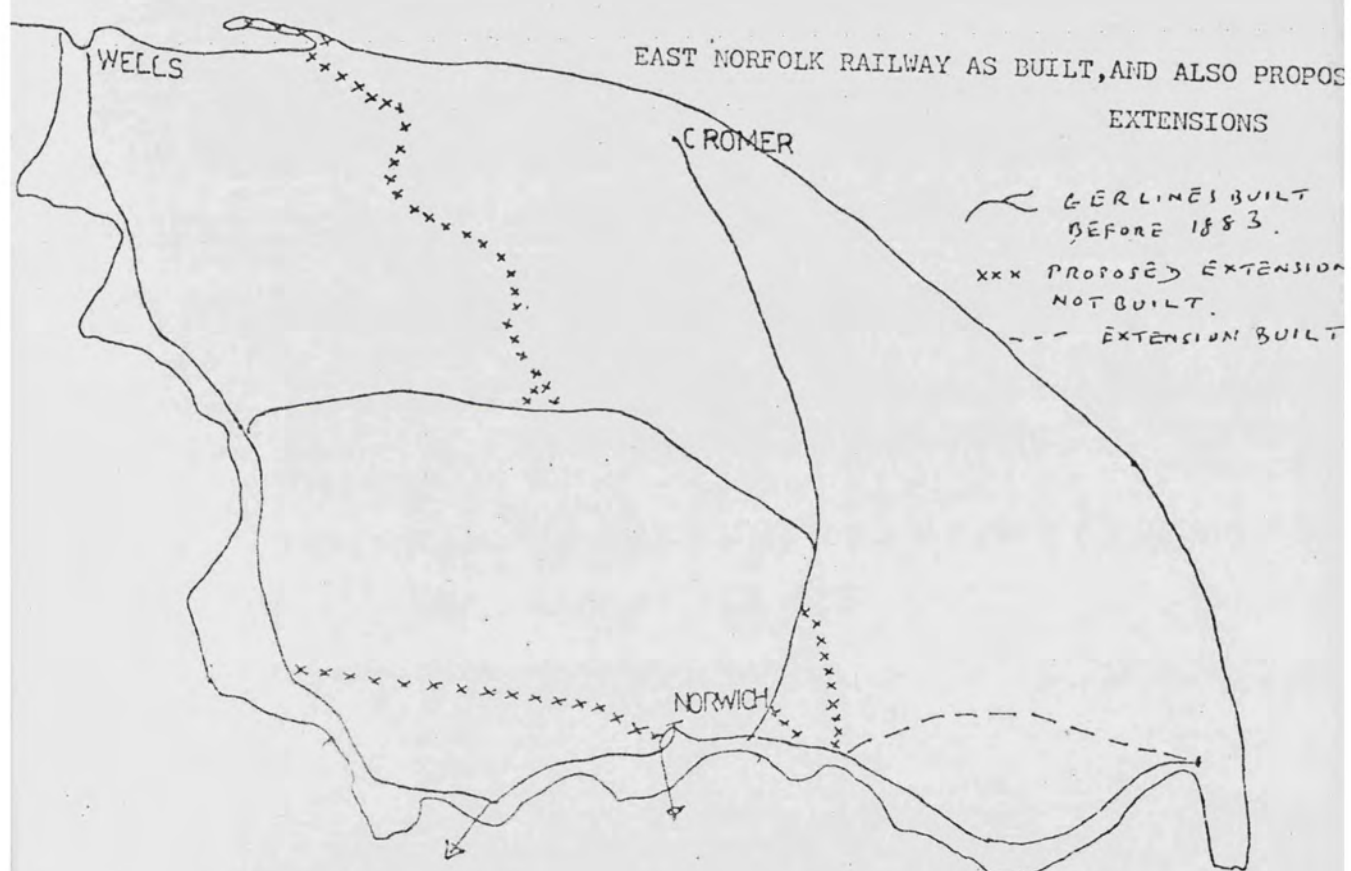 WELLS
EAST NORFOLK RAILWAY AS BUILT,AND ALSO PROPOS
EXTENSIONS
CROMER
GER LINES BUILT
BEFORE 1883.
xxx PROPOSED EXTENSION
NOT BUILT.
--- EXTENSION BUILT
NORWICH